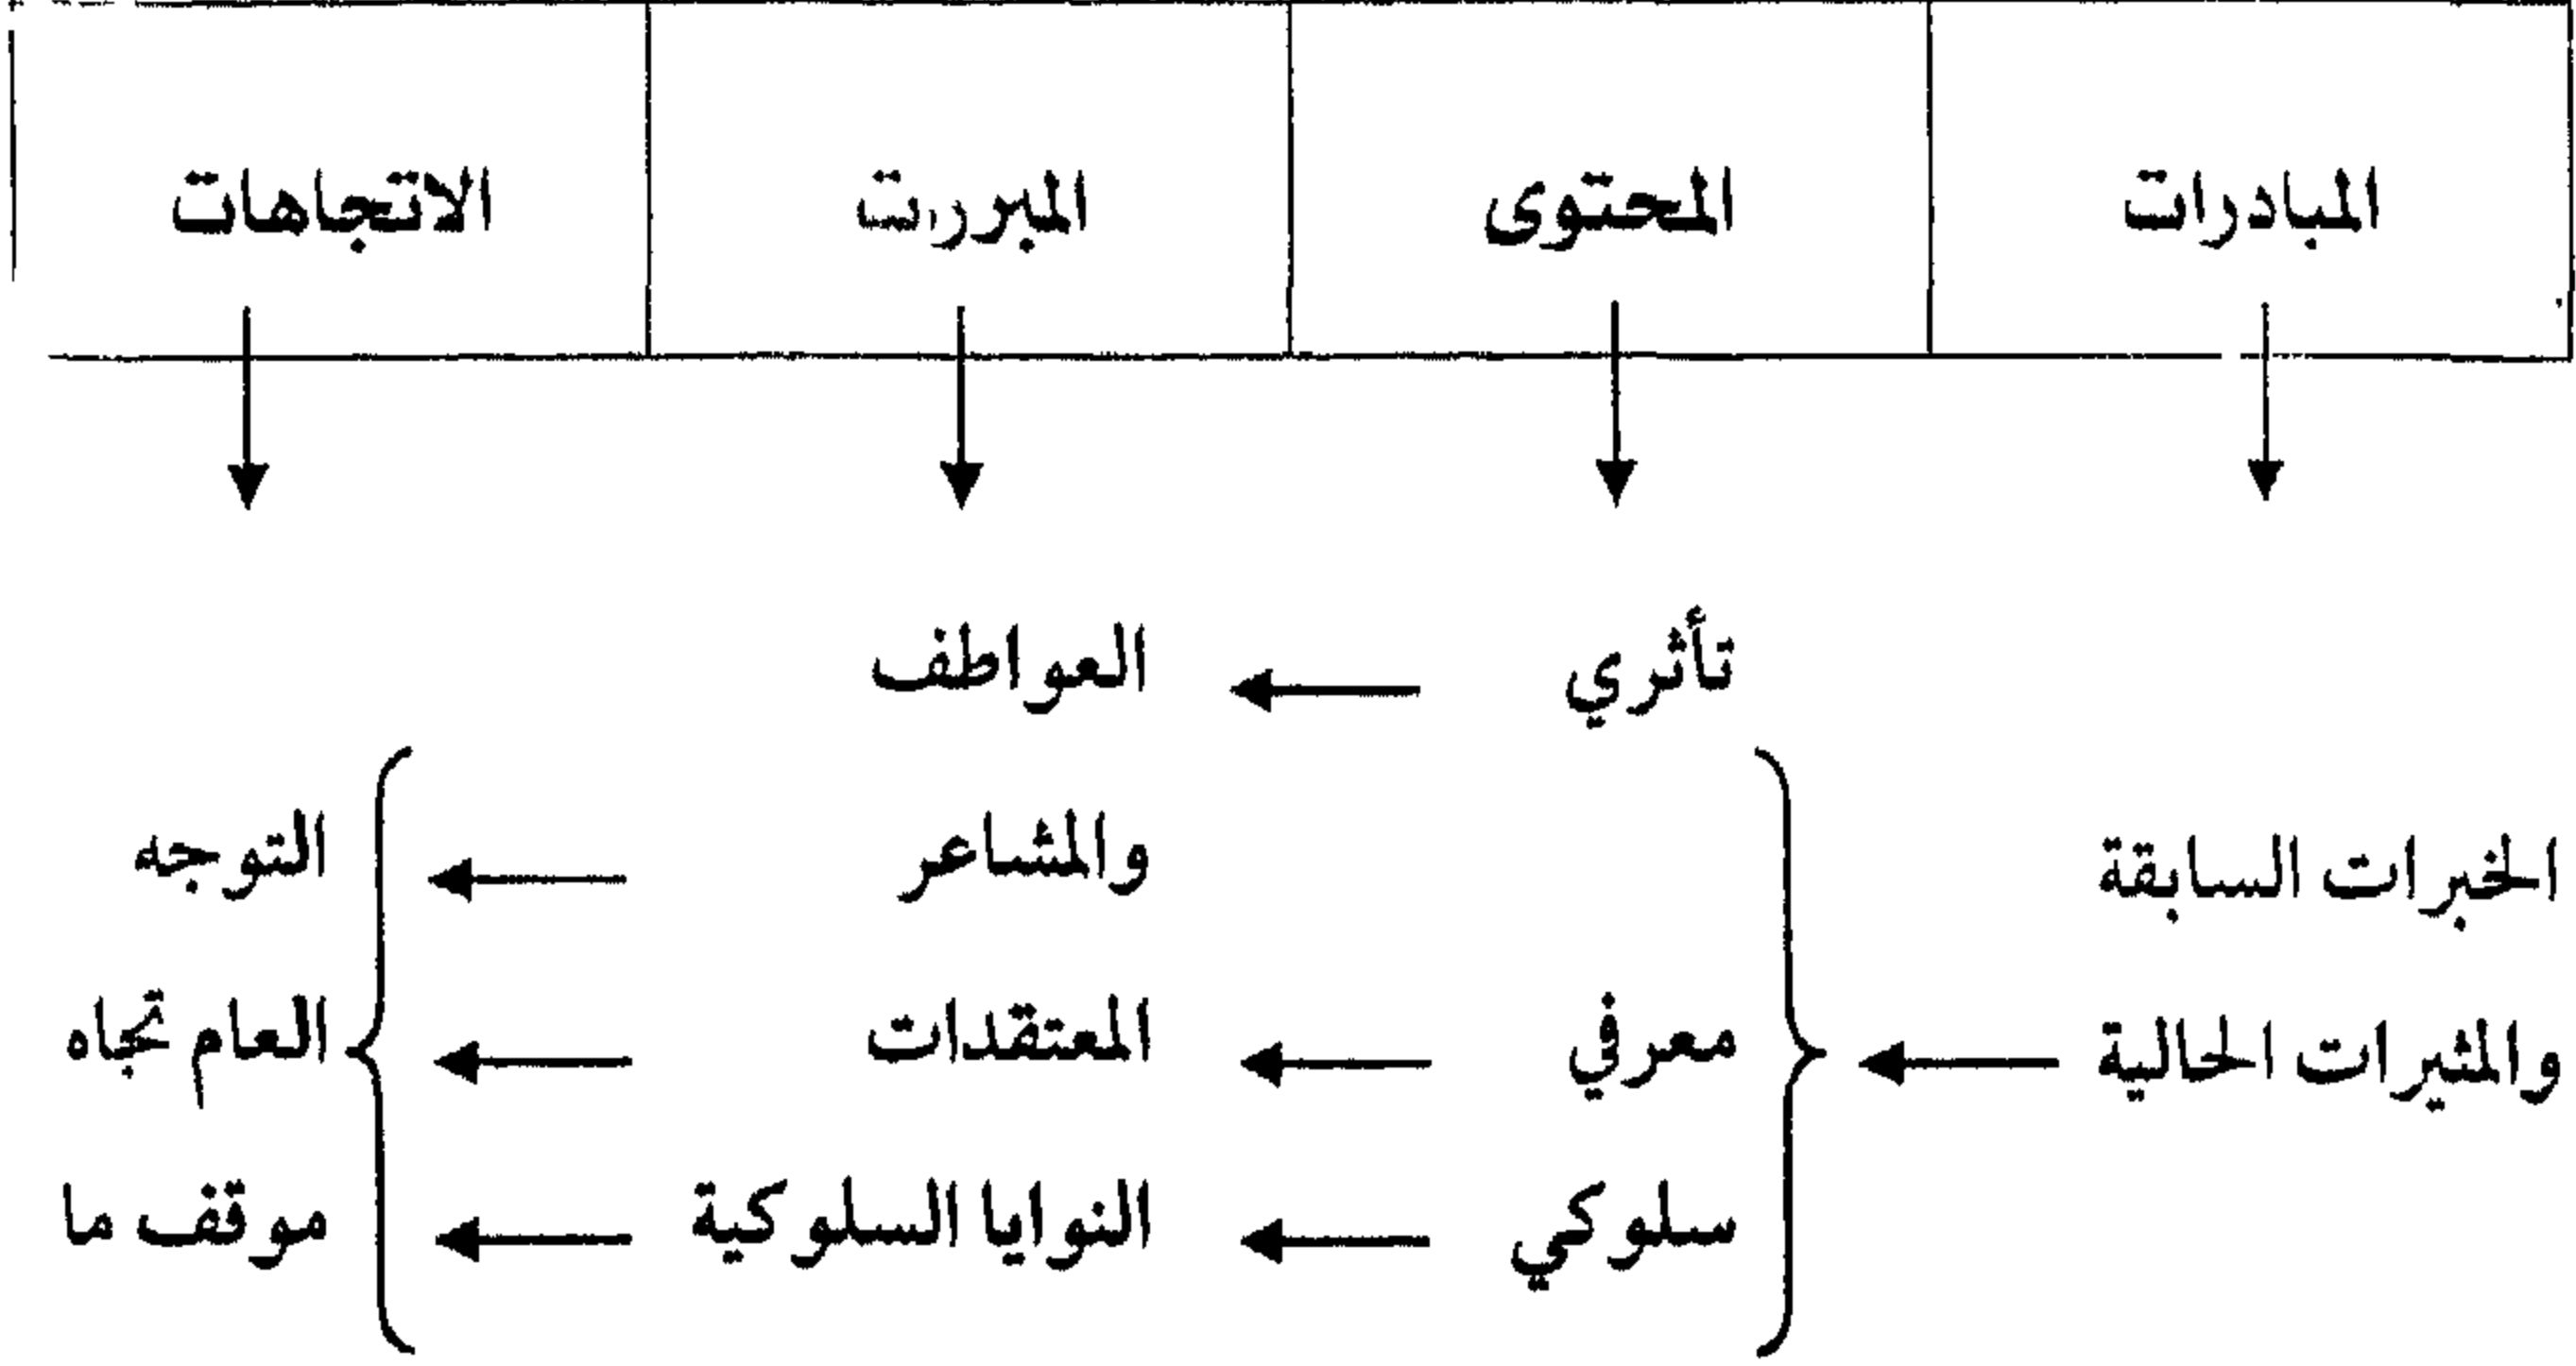 المبادرات المحتوى المبررات الاتجاهات
تأثري العواطف
الخبرات السابقة والمشاعر التوجه
والمثيرات الحالية معرفي المعتقدات العام تجاه
سلوكي النوايا السلوكية موقف ما